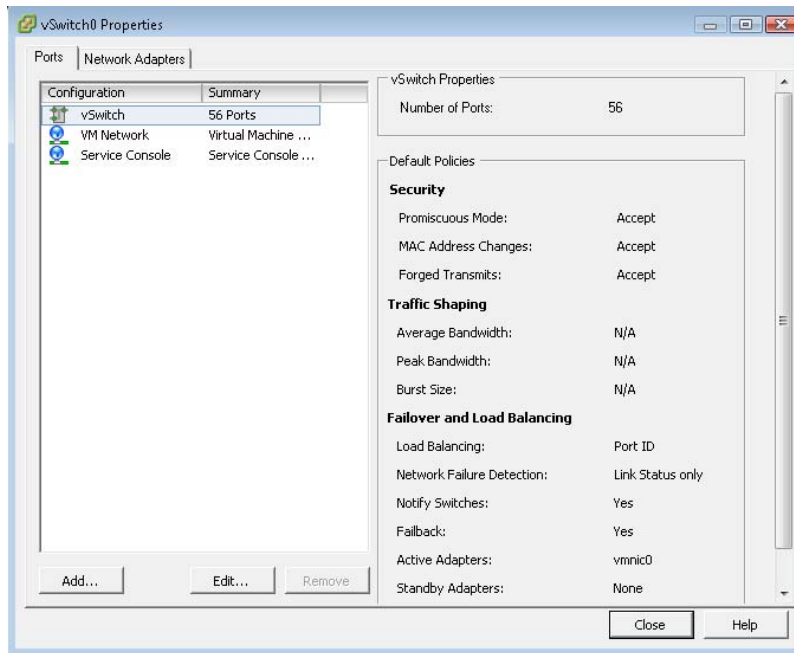 vSwitch0 Properties
Ports Network Adapters
Configuration Summary
vSwitch 56 Ports
VM Network Virtual Machine ...
Service Console Service Console ...
vSwitch Properties
Number of Ports: 56
Default Policies
Security
Promiscuous Mode: Accept
MAC Address Changes: Accept
Forged Transmits: Accept
Traffic Shaping
Average Bandwidth: N/A
Peak Bandwidth: N/A
Burst Size: N/A
Failover and Load Balancing
Load Balancing: Port ID
Network Failure Detection: Link Status only
Notify Switches: Yes
Failback: Yes
Active Adapters: vmnic0
Standby Adapters: None
Add... Edit... Remove
Close Help